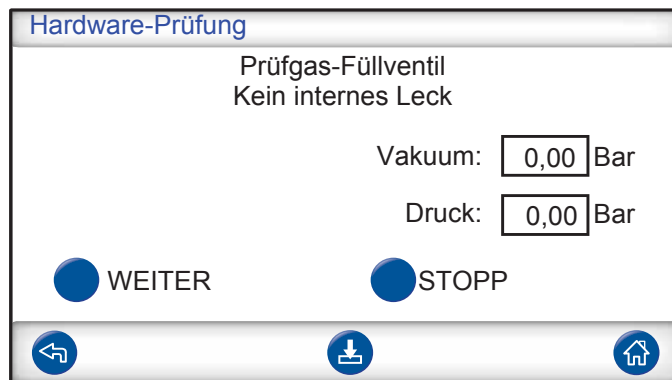 Hardware-Prüfung
Prüfgas-Füllventil
Kein internes Leck
Vakuum: 0,00 Bar
Druck: 0,00 Bar
WEITER STOPP